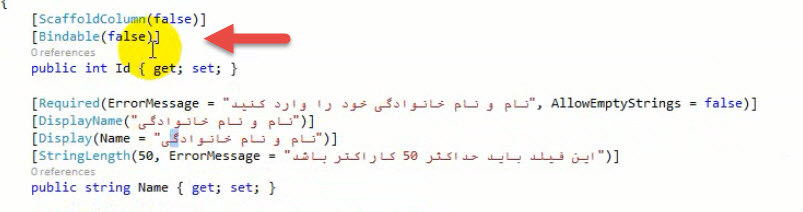 {
[ScaffoldColumn(false)]
[Bindable(false)]
0 references
public int Id { get; set; }
[Required(ErrorMessage = "نام و نام خانوادگی خود را وارد کنید", AllowEmptyStrings = false)]
[DisplayName("نام و نام خانوادگی")]
[Display(Name = "نام و نام خانوادگی")]
[StringLength(50, ErrorMessage = "این فیلد باید حداکثر 50 کاراکتر باشد")]
0 references
public string Name { get; set; }